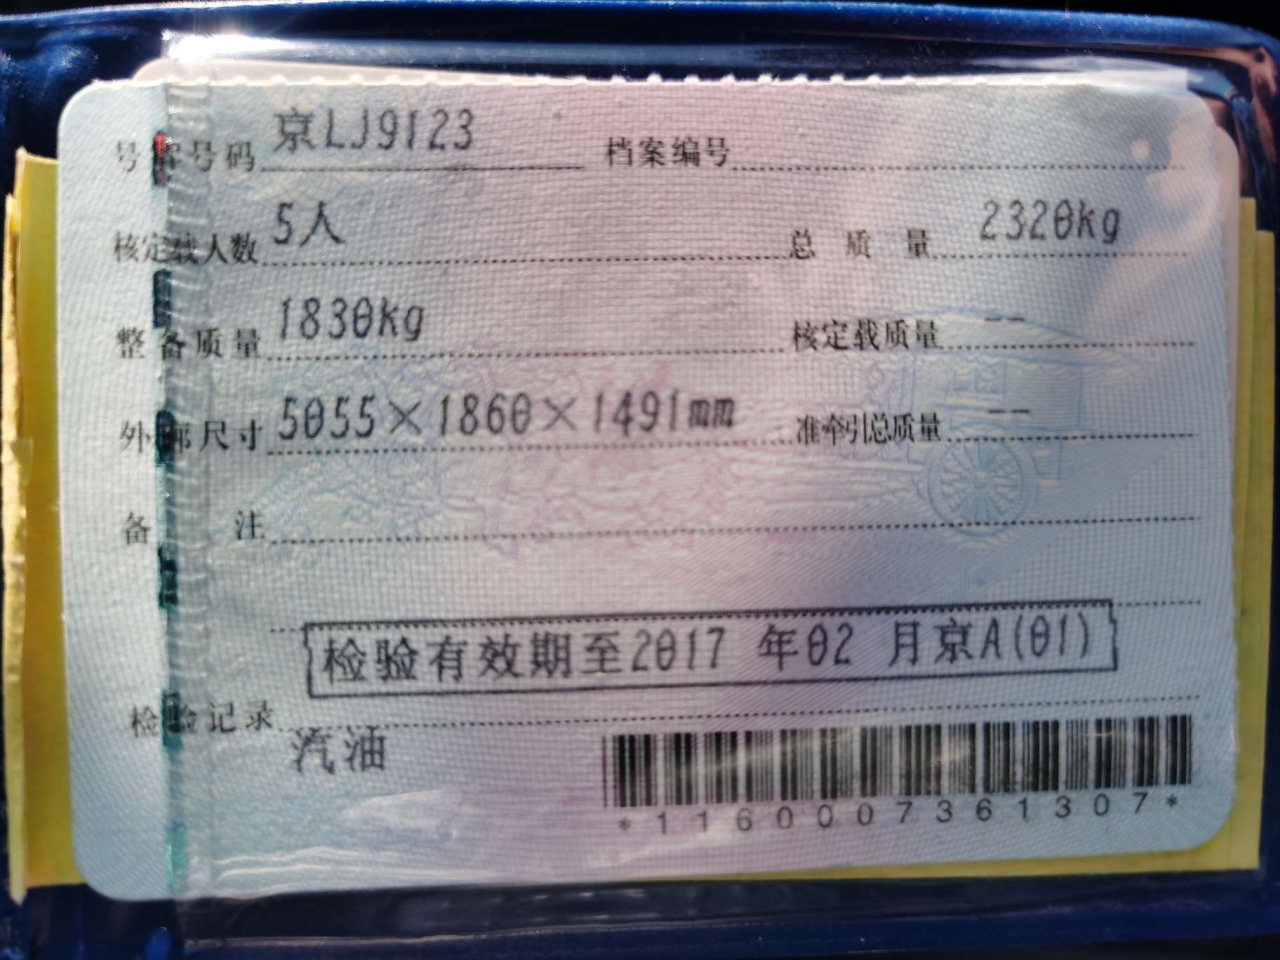 号牌号码 京LJ9123 档案编号
核定载人数 5人 总质量 2320kg
整备质量 1830kg 核定载质量 --
外廓尺寸 5055×1860×1491mm 准牵引总质量 --
备注
检验有效期至2017 年02 月京A(01)
检验记录
汽油
*1160007361307*